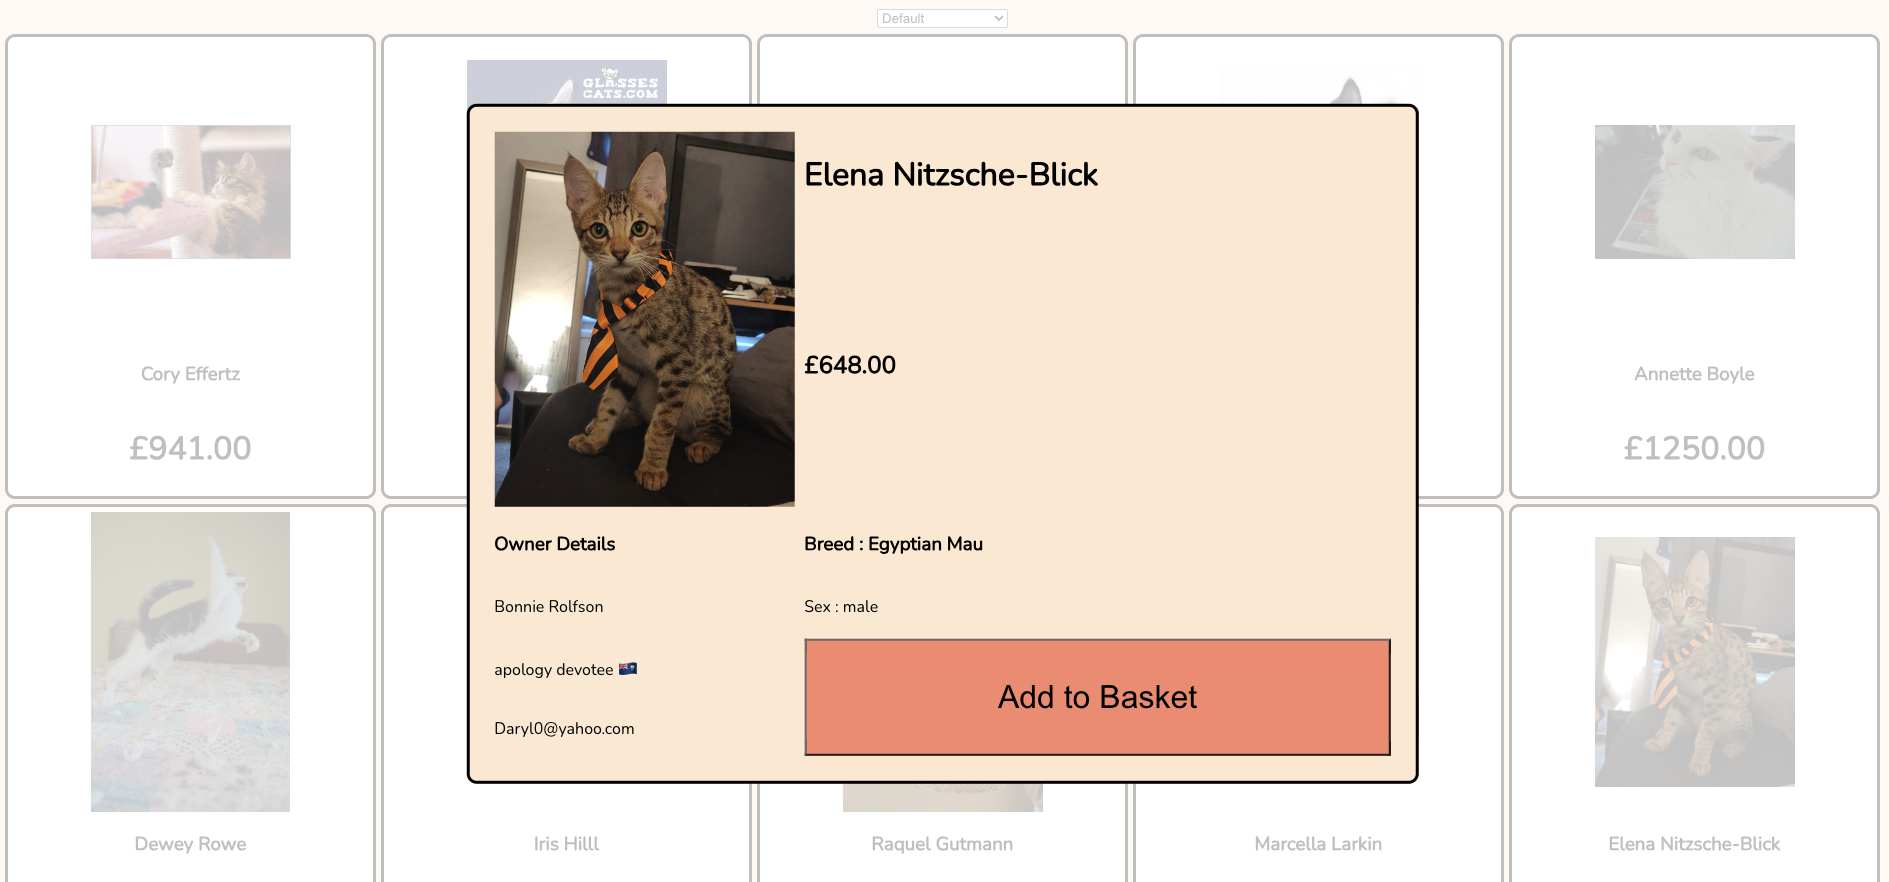 Default
GLASSES
CATS.COM
Elena Nitzsche-Blick
£648.00
Cory Effertz
£941.00
Annette Boyle
£1250.00
Owner Details
Breed : Egyptian Mau
Bonnie Rolfson
Sex : male
apology devotee
Add to Basket
Daryl0@yahoo.com
Dewey Rowe
Iris Hilll
Raquel Gutmann
Marcella Larkin
Elena Nitzsche-Blick